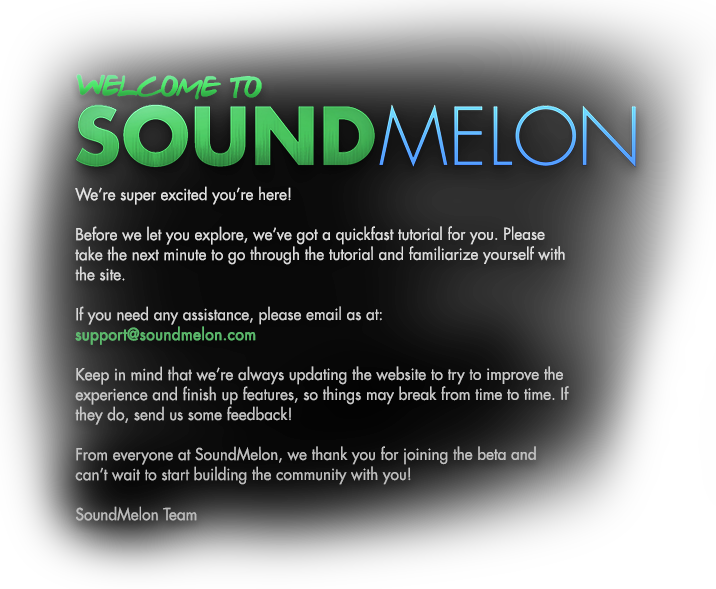 WELCOME TO
SOUNDMELON
We're super excited you're here!
Before we let you explore, we've got a quickfast tutorial for you. Please
take the next minute to go through the tutorial and familiarize yourself with
the site.
If you need any assistance, please email as at:
support@soundmelon.com
Keep in mind that we're always updating the website to try to improve the
experience and finish up features, so things may break from time to time. If
they do, send us some feedback!
From everyone at SoundMelon, we thank you for joining the beta and
can't wait to start building the community with you!
SoundMelon Team